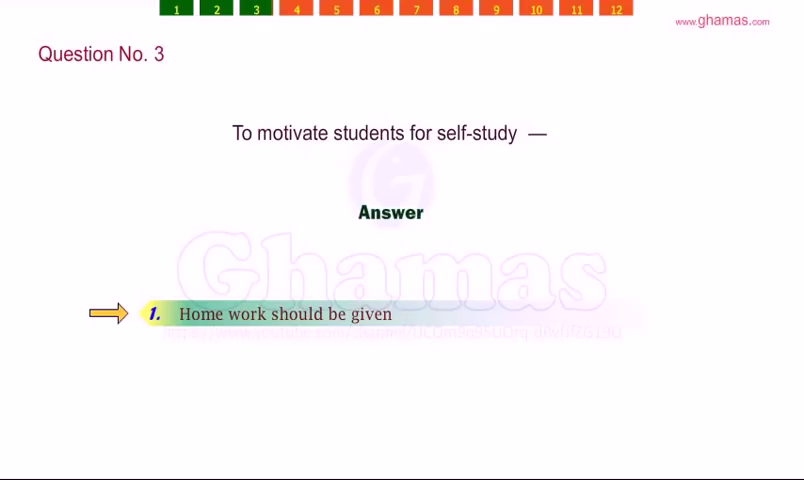 1 2 3 4 5 6 7 8 9 10 11 12
www.ghamas.com
Question No. 3
To motivate students for self-study —
Answer
Ghamas
1. Home work should be given